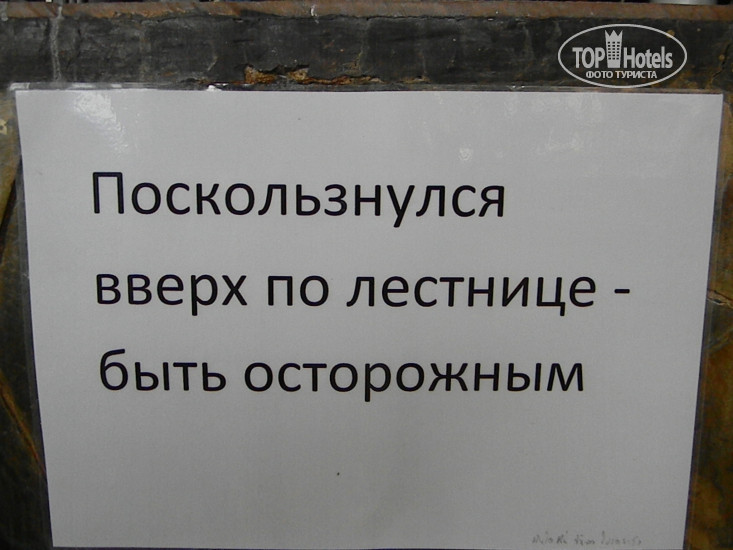 TOP Hotels
ФОТО ТУРИСТА
Поскользнулся
вверх по лестнице -
быть осторожным